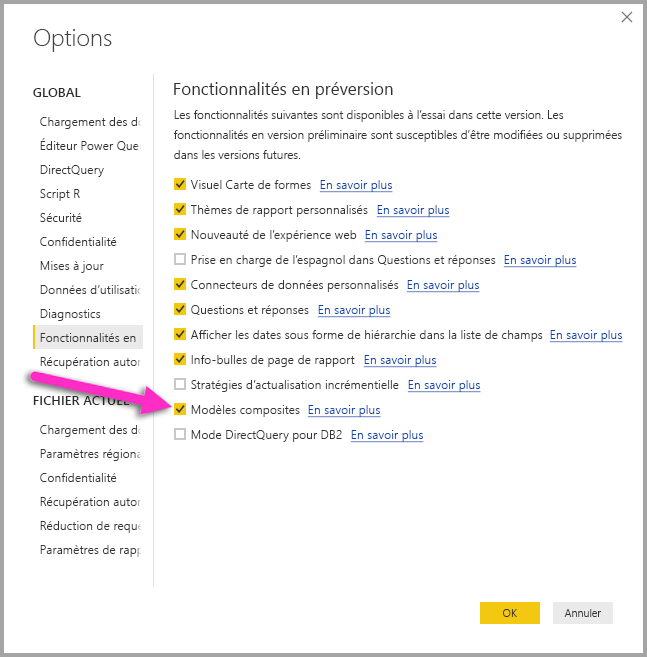 Options
GLOBAL
Chargement des do
Éditeur Power Que
DirectQuery
Script R
Sécurité
Confidentialité
Mises à jour
Données d'utilisatio
Diagnostics
Fonctionnalités en
Récupération autor
FICHIER ACTUEL
Chargement des do
Paramètres régiona
Confidentialité
Récupération autor
Réduction de requê
Paramètres de rapp
Fonctionnalités en préversion
Les fonctionnalités suivantes sont disponibles à l'essai dans cette version. Les
fonctionnalités en version préliminaire sont susceptibles d'être modifiées ou supprimées
dans les versions futures.
Visuel Carte de formes En savoir plus
Thèmes de rapport personnalisés En savoir plus
Nouveauté de l'expérience web En savoir plus
Prise en charge de l'espagnol dans Questions et réponses En savoir plus
Connecteurs de données personnalisés En savoir plus
Questions et réponses En savoir plus
Afficher les dates sous forme de hiérarchie dans la liste de champs En savoir plus
Info-bulles de page de rapport En savoir plus
Stratégies d'actualisation incrémentielle En savoir plus
Modèles composites En savoir plus
Mode DirectQuery pour DB2 En savoir plus
OK Annuler